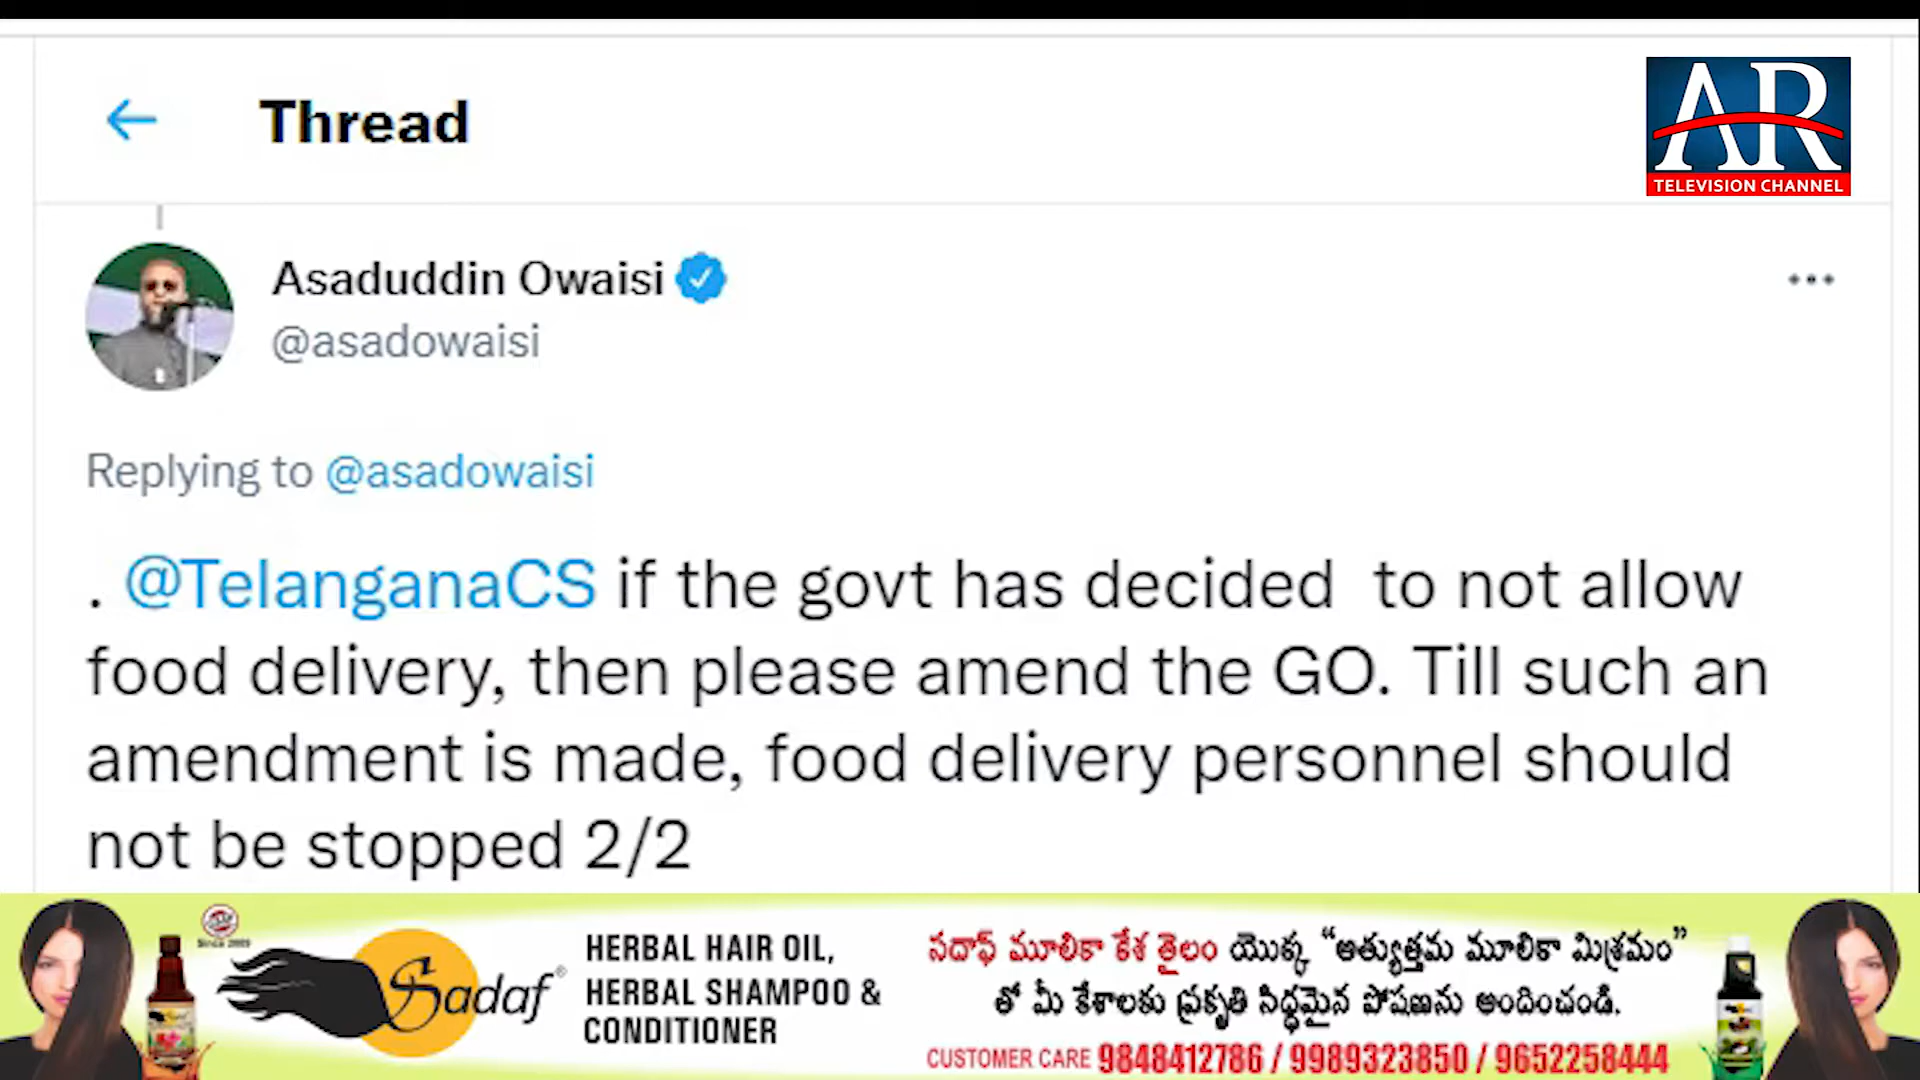 Thread
AR
TELEVISION CHANNEL
Asaduddin Owaisi
@asadowaisi
Replying to @asadowaisi
. @TelanganaCS if the govt has decided to not allow
food delivery, then please amend the GO. Till such an
amendment is made, food delivery personnel should
not be stopped 2/2
Since 2009
Sadaf®
HERBAL HAIR OIL,
HERBAL SHAMPOO &
CONDITIONER
సదాఫ్ మూలికా కేశ తైలం యొక్క “అత్యుత్తమ మూలికా మిశ్రమం”
తో మీ కేశాలకు ప్రకృతి సిద్ధమైన పోషణను అందించండి.
CUSTOMER CARE 9848412786 / 9989323850 / 9652258444